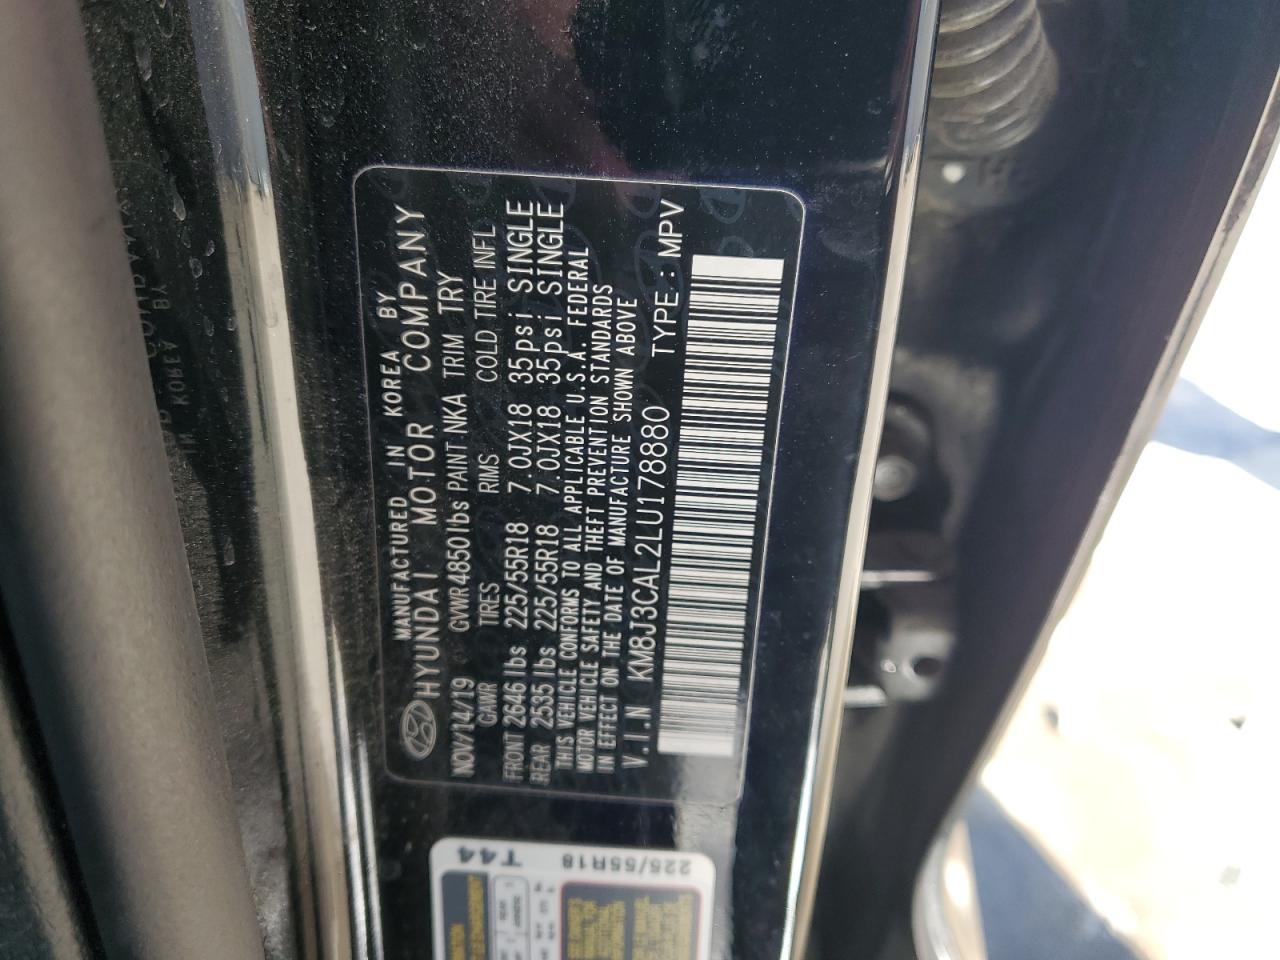 MANUFACTURED IN KOREA BY
HYUNDAI MOTOR COMPANY
NOV/14/19 GVWR 4850lbs PAINT NKA TRIM TRY
GAWR TIRES RIMS COLD TIRE INFL
FRONT 2646 lbs 225/55R18 7.0JX18 35psi SINGLE
REAR 2535 lbs 225/55R18 7.0JX18 35psi SINGLE
THIS VEHICLE CONFORMS TO ALL APPLICABLE U.S.A. FEDERAL
MOTOR VEHICLE SAFETY AND THEFT PREVENTION STANDARDS
IN EFFECT ON THE DATE OF MANUFACTURE SHOWN ABOVE
V.I.N KM8J3CAL2LU178880 TYPE : MPV
T44
225/55R18